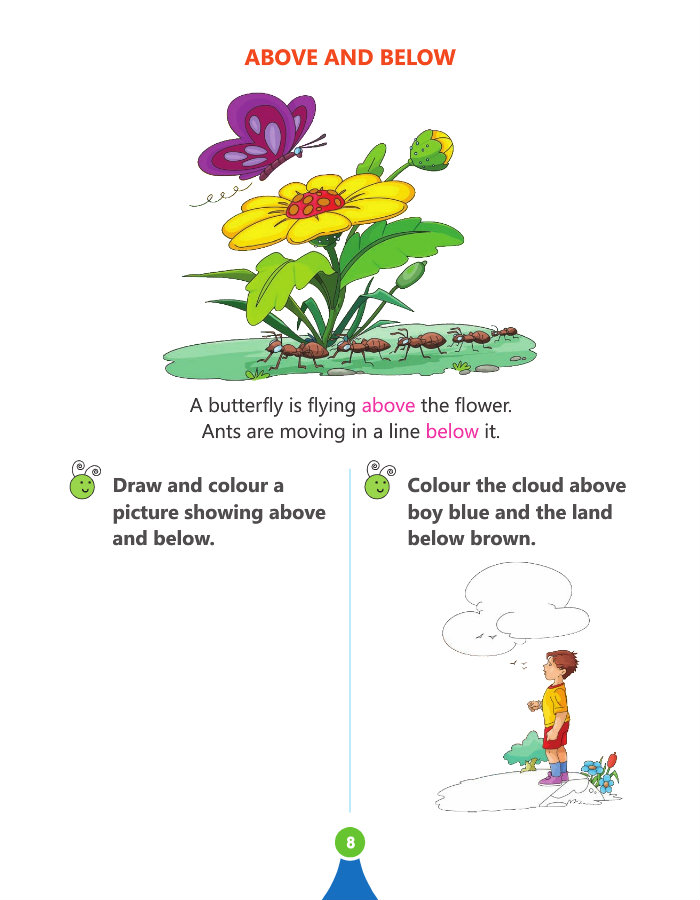 ABOVE AND BELOW
A butterfly is flying above the flower.
Ants are moving in a line below it.
Draw and colour a
picture showing above
and below.
Colour the cloud above
boy blue and the land
below brown.
8